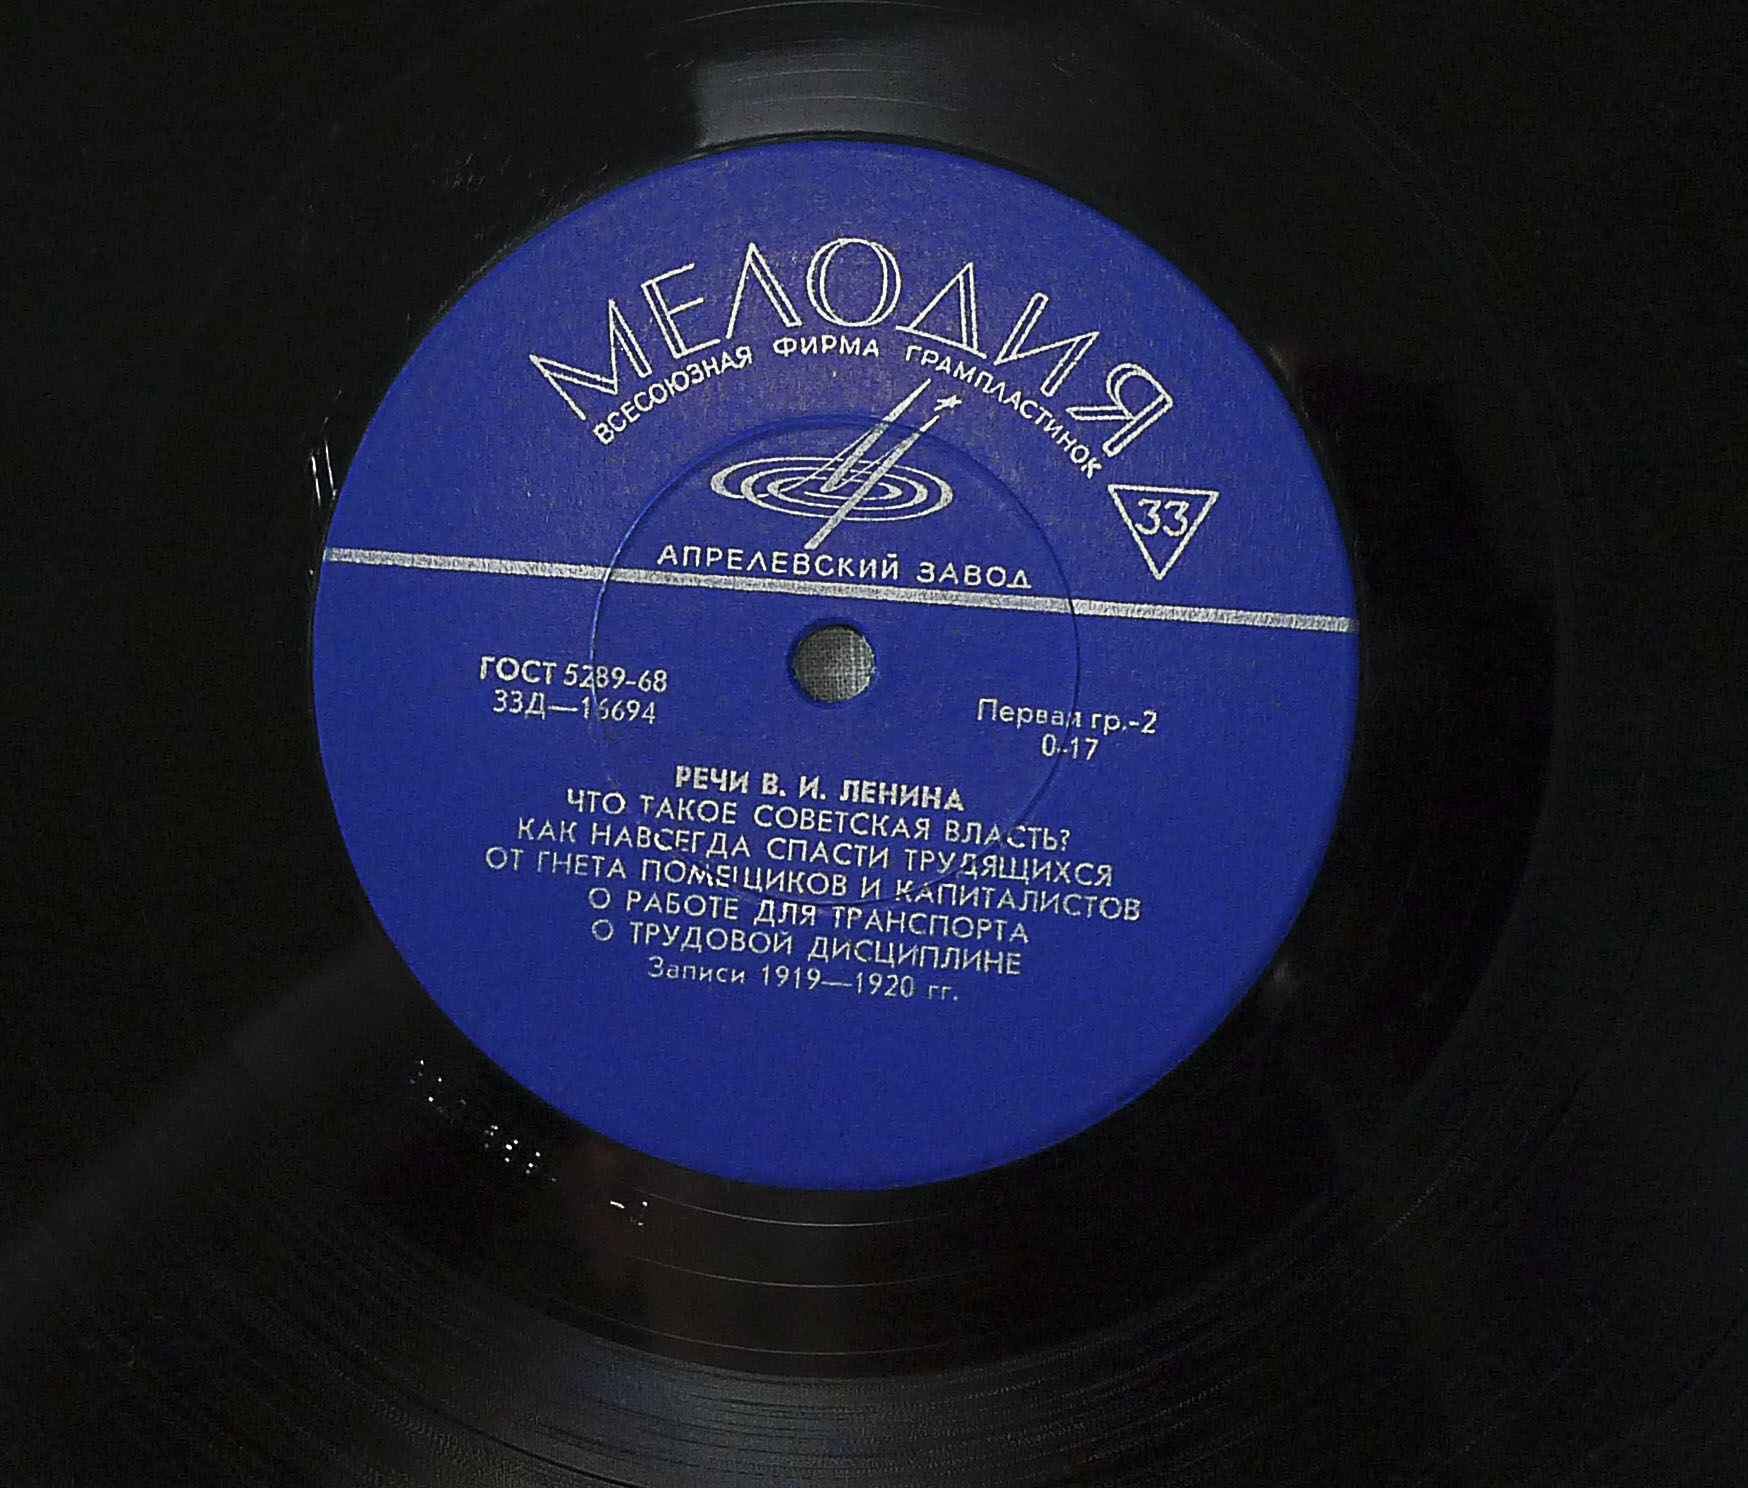 МЕЛОДИЯ
ВСЕСОЮЗНАЯ ФИРМА ГРАМПЛАСТИНОК
33
АПРЕЛЕВСКИЙ ЗАВОД
ГОСТ 5289-68
33Д—16694
Первая гр.-2
0-17
РЕЧИ В. И. ЛЕНИНА
ЧТО ТАКОЕ СОВЕТСКАЯ ВЛАСТЬ?
КАК НАВСЕГДА СПАСТИ ТРУДЯЩИХСЯ
ОТ ГНЕТА ПОМЕЩИКОВ И КАПИТАЛИСТОВ
О РАБОТЕ ДЛЯ ТРАНСПОРТА
О ТРУДОВОЙ ДИСЦИПЛИНЕ
Записи 1919—1920 гг.